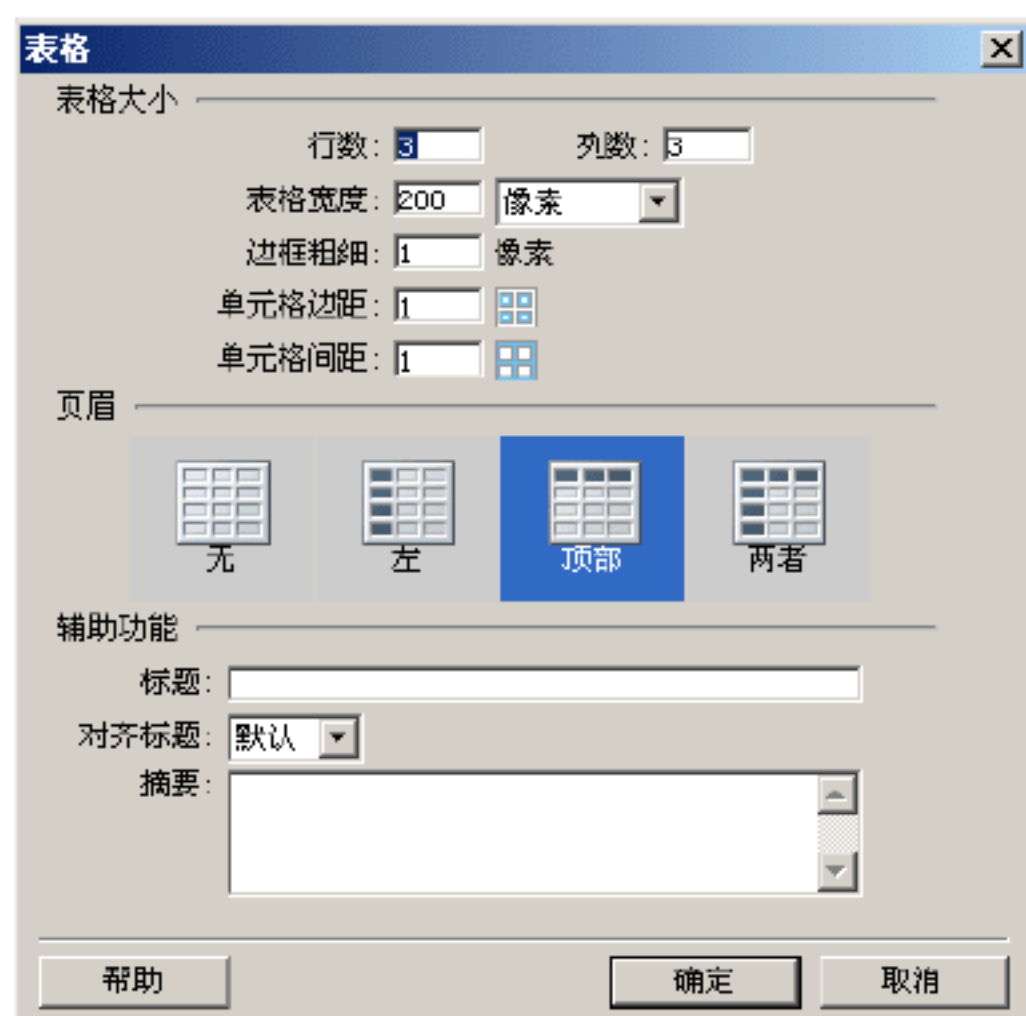 表格
表格大小
行数: 3 列数: 3
表格宽度: 200 像素
边框粗细: 1 像素
单元格边距: 1
单元格间距: 1
页眉
无 左 顶部 两者
辅助功能
标题:
对齐标题: 默认
摘要:
帮助 确定 取消